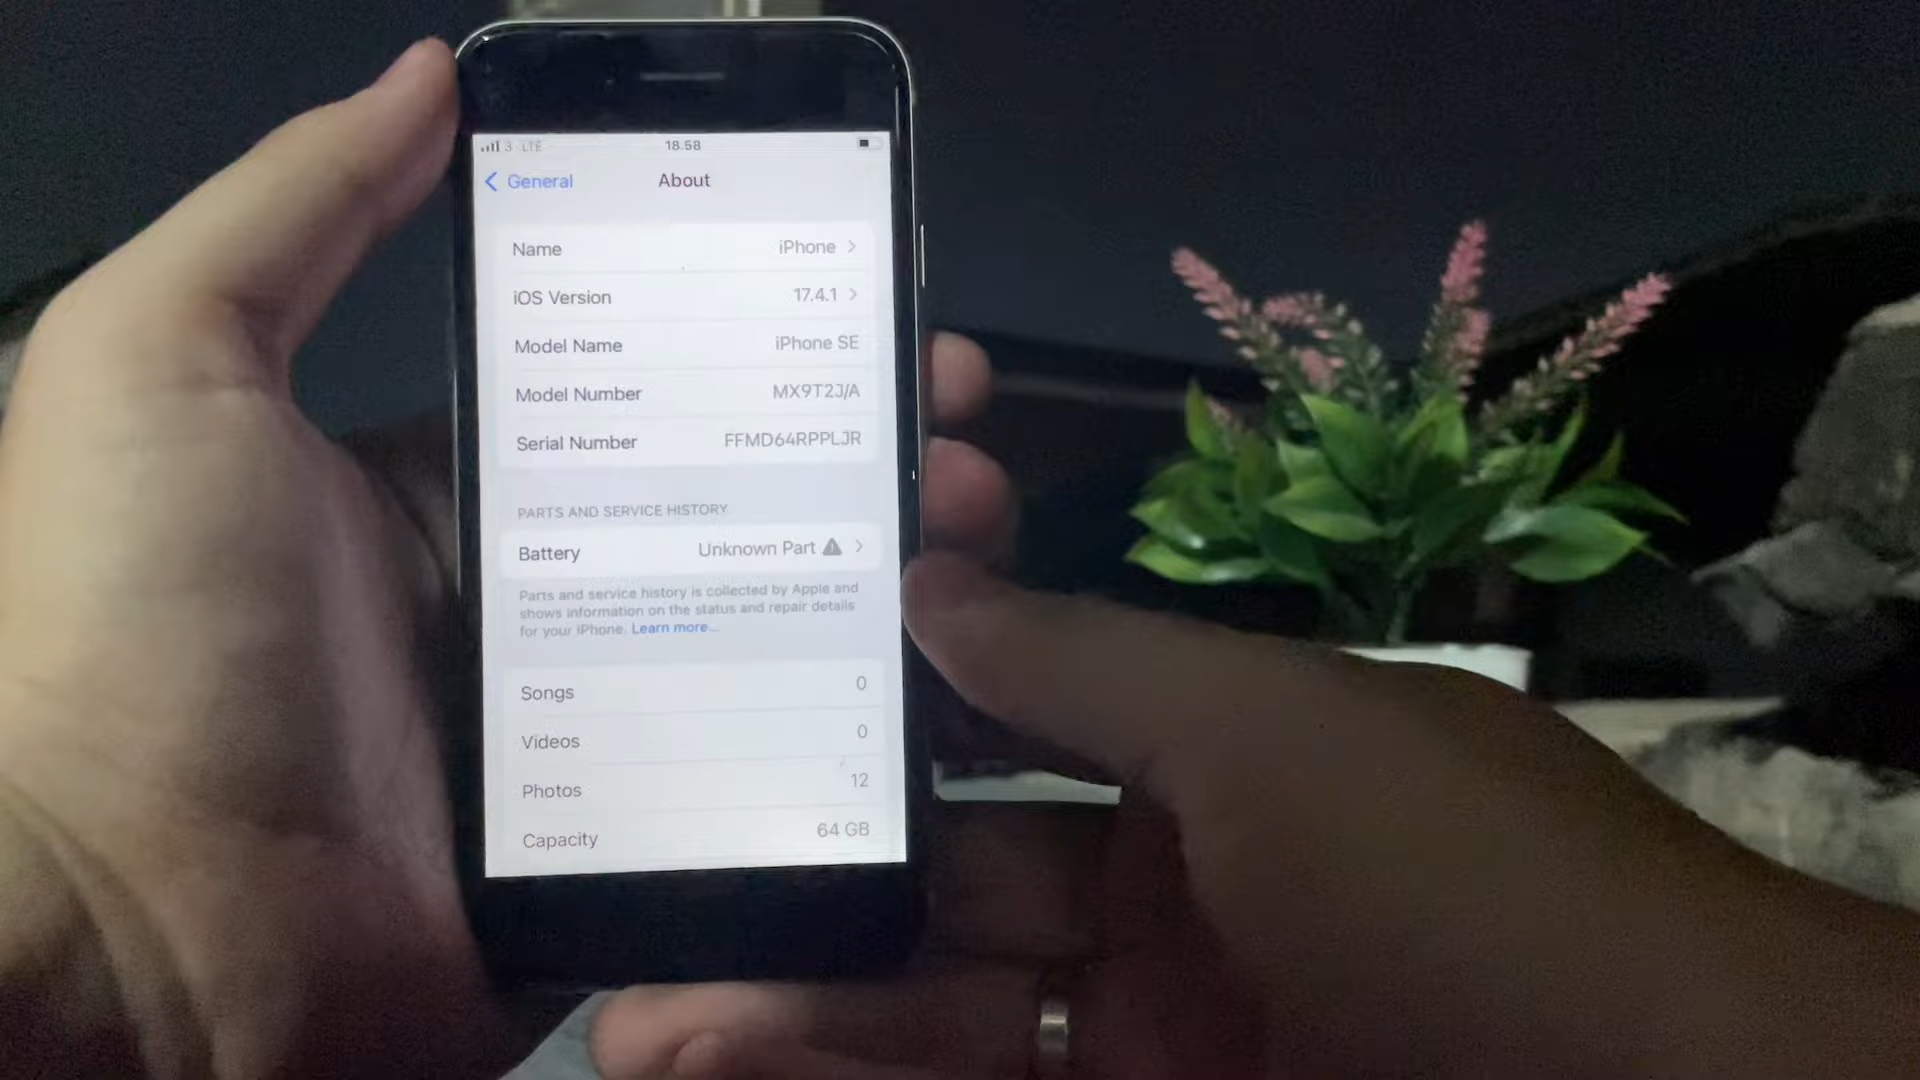 3 LTE 18.58
General About
Name iPhone
iOS Version 17.4.1
Model Name iPhone SE
Model Number MX9T2J/A
Serial Number FFMD64RPPLJR
PARTS AND SERVICE HISTORY
Battery Unknown Part
Parts and service history is collected by Apple and
shows information on the status and repair details
for your iPhone. Learn more...
Songs 0
Videos 0
Photos 12
Capacity 64 GB